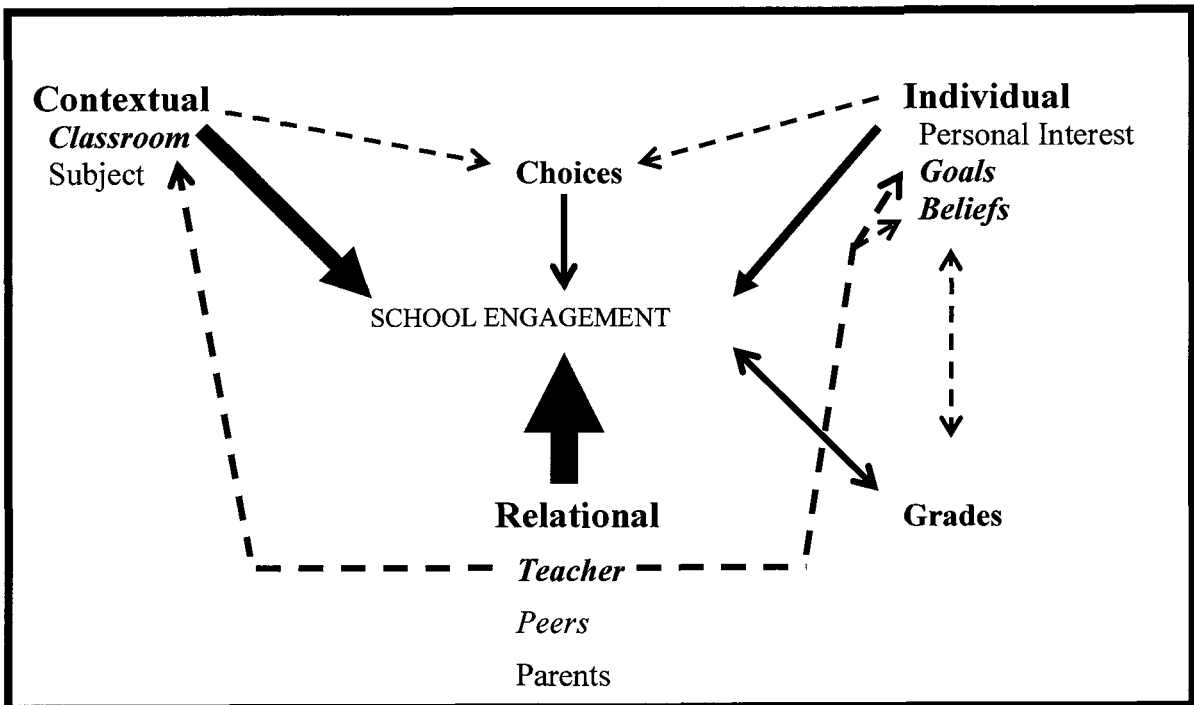 Contextual
Classroom
Subject
Choices
Individual
Personal Interest
Goals
Beliefs
SCHOOL ENGAGEMENT
Relational
Teacher
Peers
Parents
Grades